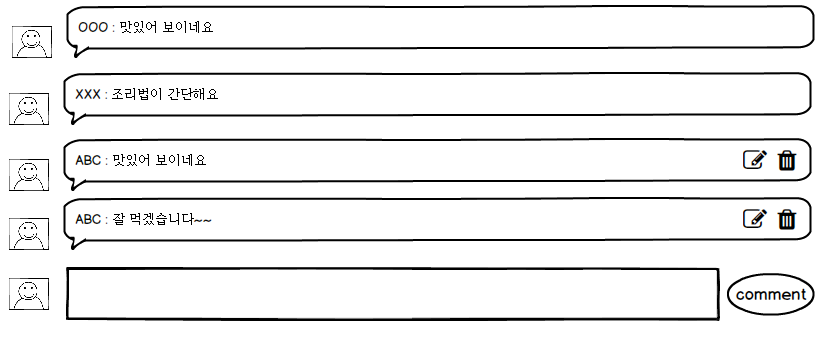 OOO : 맛있어 보이네요
XXX : 조리법이 간단해요
ABC : 맛있어 보이네요
ABC : 잘 먹겠습니다~~
comment